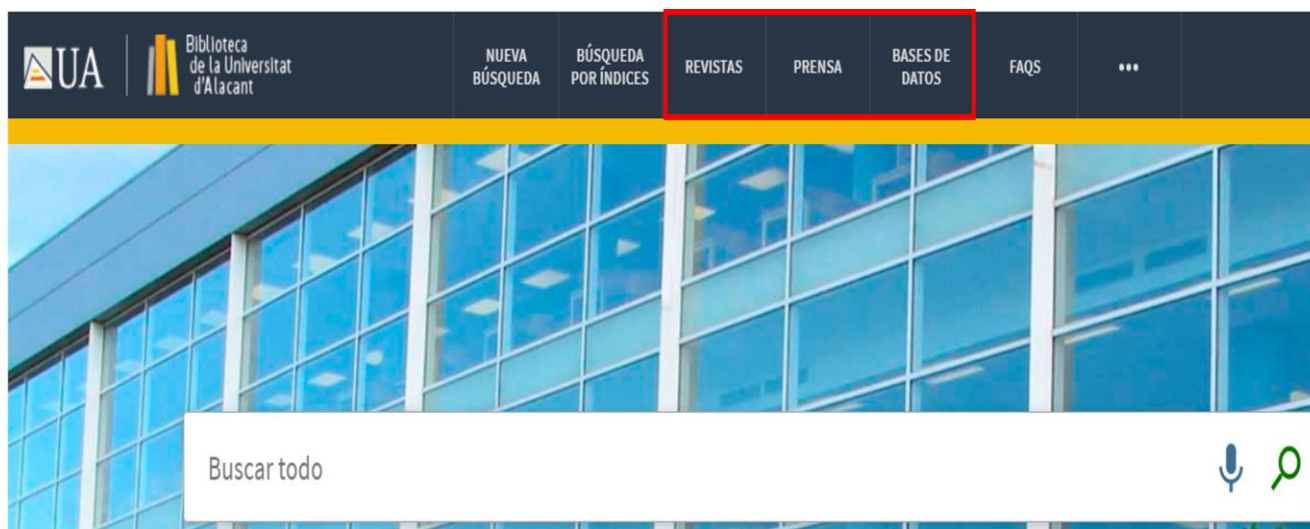 UA
Biblioteca
de la Universitat
d'Alacant
NUEVA
BÚSQUEDA
BÚSQUEDA
POR ÍNDICES
REVISTAS
PRENSA
BASES DE
DATOS
FAQS
•••
Buscar todo